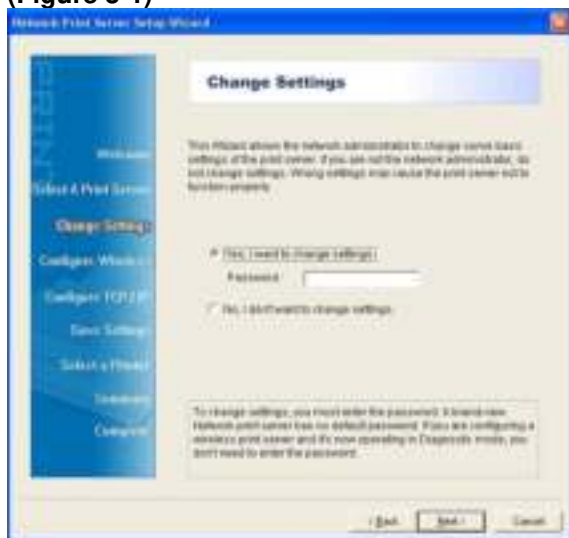 Network Print Server Setup Wizard
PRINT
Change Settings
This Wizard allows the network administrator to change some basic
settings of the print server. If you are not the network administrator, do
not change settings. Wrong settings may cause the print server not to
function properly.
Welcome
Select A Print Server
Change Settings
Configure Wireless
Configure TCP/IP
Save Settings
Select a Printer
Summary
Complete
Yes, I want to change settings.
Password:
No, I don't want to change settings.
To change settings, you must enter the password. A brand-new
Network print server has no default password. If you are configuring a
wireless print server and it's now operating in Diagnostic mode, you
don't need to enter the password.
< Back
Next >
Cancel